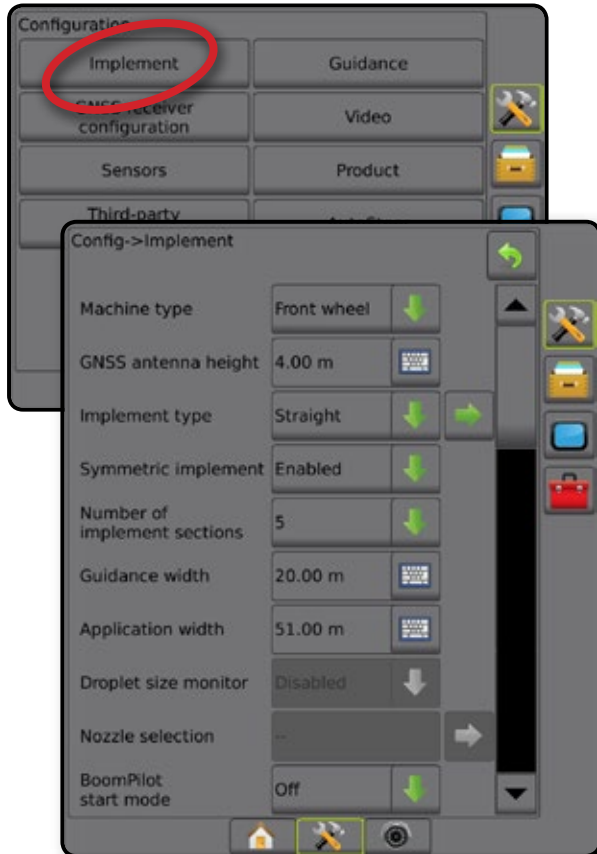 Configuration
Implement
Guidance
GNSS receiver
configuration
Video
Sensors
Product
Third-party
Config->Implement
Machine type
Front wheel
GNSS antenna height
4.00 m
Implement type
Straight
Symmetric implement
Enabled
Number of
implement sections
5
Guidance width
20.00 m
Application width
51.00 m
Droplet size monitor
Disabled
Nozzle selection
--
BoomPilot
start mode
Off